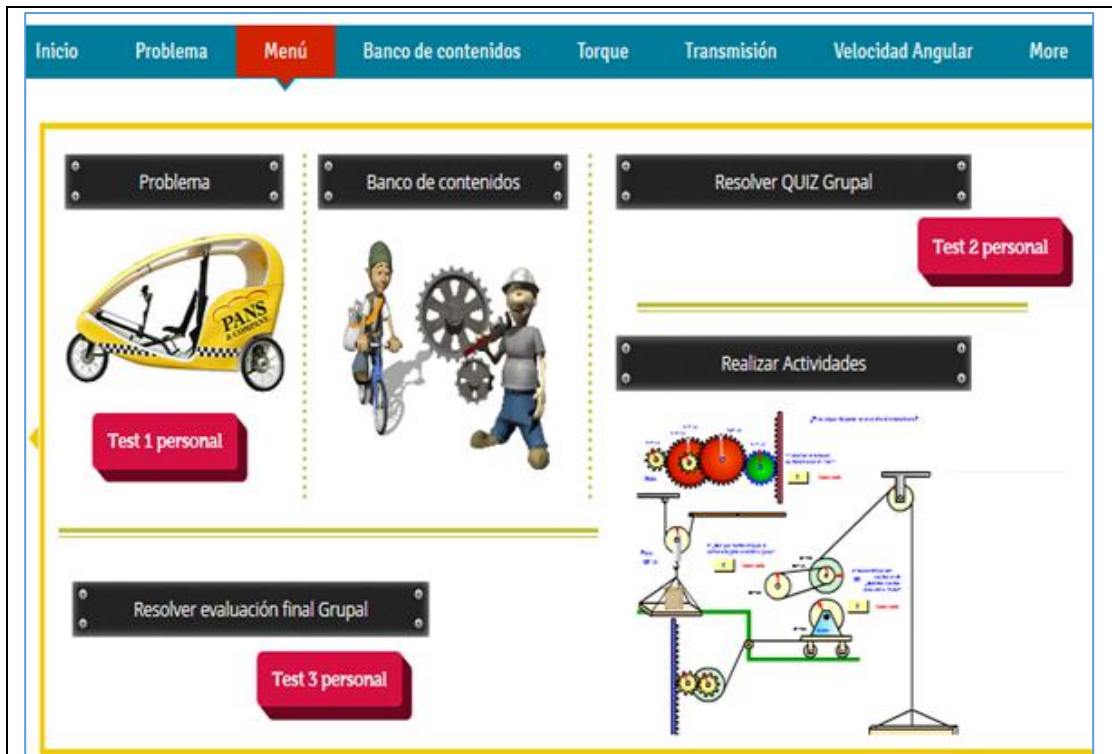 Inicio Problema Menú Banco de contenidos Torque Transmisión Velocidad Angular More
Problema
Banco de contenidos
Resolver QUIZ Grupal
Test 2 personal
PANS
& COMPANY
Test 1 personal
Realizar Actividades
Resolver evaluación final Grupal
Test 3 personal